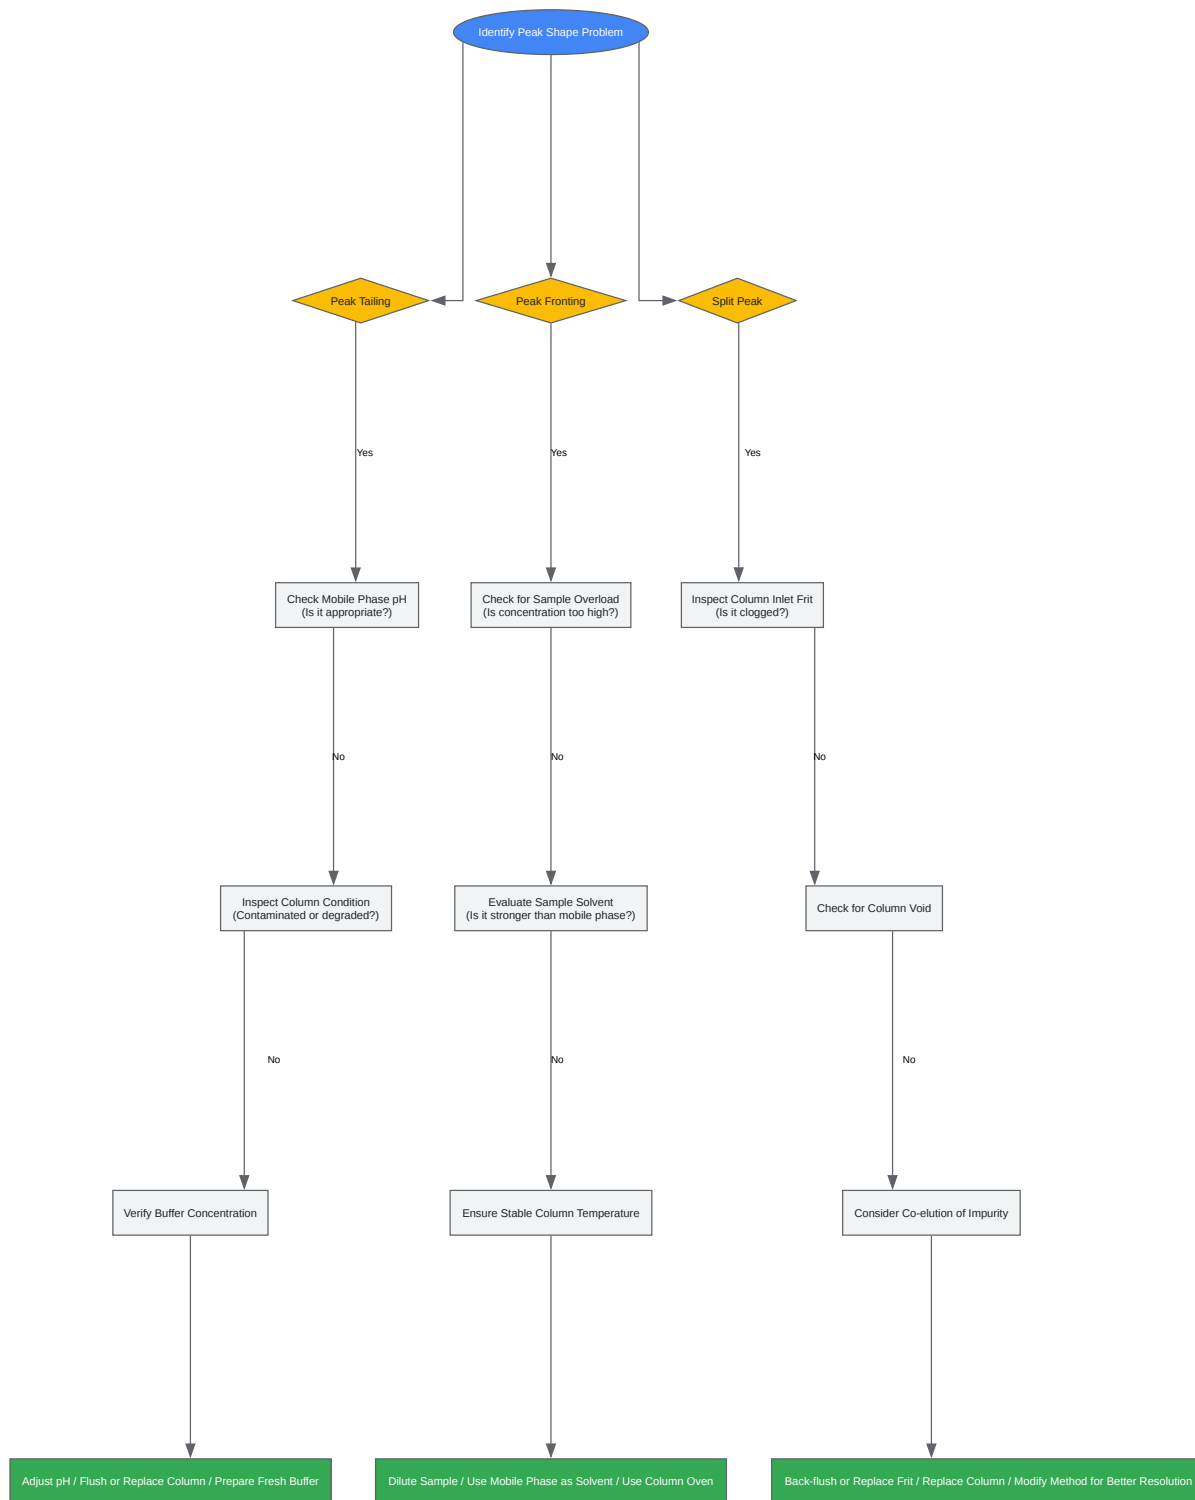 Identify Peak Shape Problem
Peak Tailing
Peak Fronting
Split Peak
Yes
Yes
Yes
Check Mobile Phase pH
(Is it appropriate?)
Check for Sample Overload
(Is concentration too high?)
Inspect Column Inlet Frit
(Is it clogged?)
No
No
No
Inspect Column Condition
(Contaminated or degraded?)
Evaluate Sample Solvent
(Is it stronger than mobile phase?)
Check for Column Void
No
No
No
Verify Buffer Concentration
Ensure Stable Column Temperature
Consider Co-elution of Impurity
Adjust pH / Flush or Replace Column / Prepare Fresh Buffer
Dilute Sample / Use Mobile Phase as Solvent / Use Column Oven
Back-flush or Replace Frit / Replace Column / Modify Method for Better Resolution